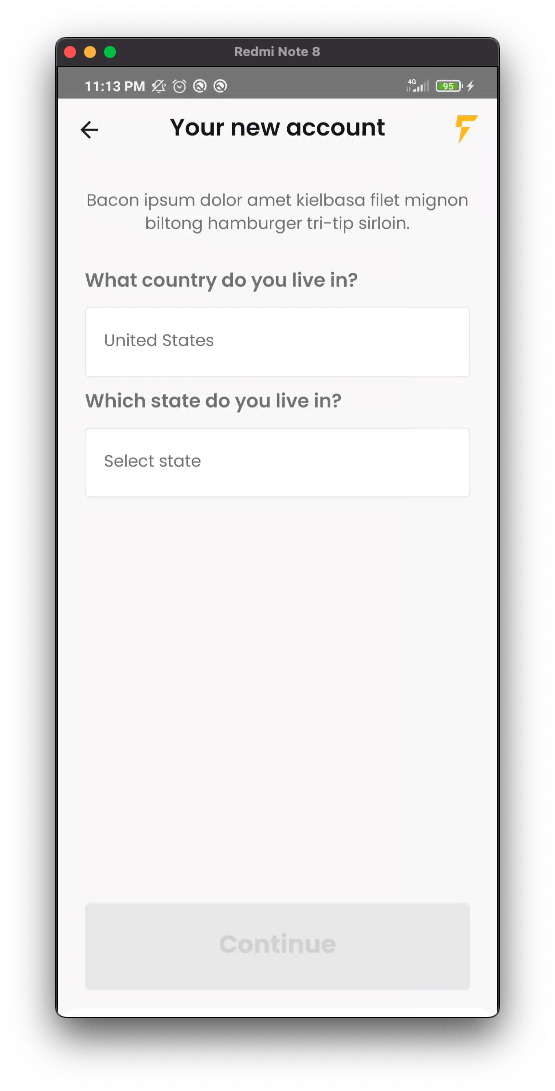 Redmi Note 8
11:13 PM 4G 95
Your new account
Bacon ipsum dolor amet kielbasa filet mignon
biltong hamburger tri-tip sirloin.
What country do you live in?
United States
Which state do you live in?
Select state
Continue